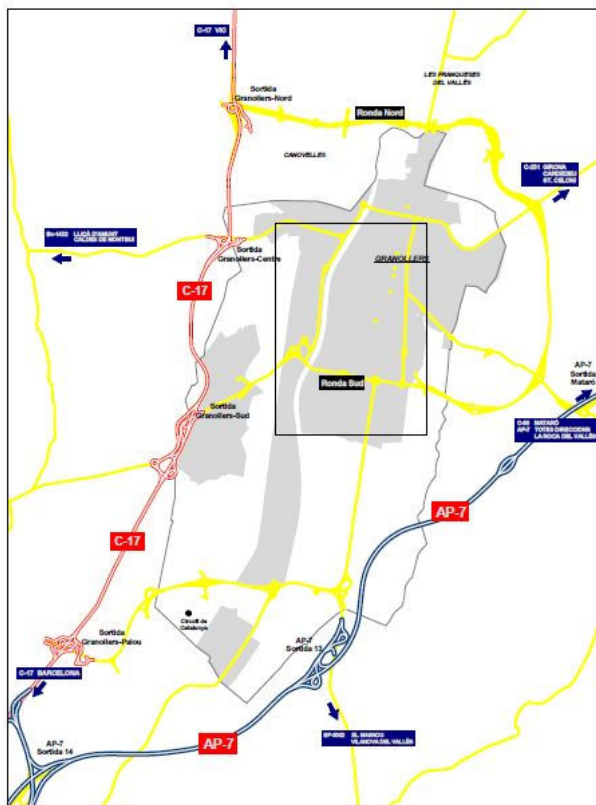 C-17 VIC
Sortida
Granollers-Nord
LES FRANQUESES
DEL VALLÈS
Ronda Nord
CANOVELLES
C-251 GIRONA
CARDEDEU
ST. CELONI
LLIÇÀ D'AMUNT
CALDES DE MONTBUI
Sortida
Granollers-Centre
GRANOLLERS
C-17
AP-7
Sortida
Mataró
Ronda Sud
Sortida
Granollers-Sud
C-60 MATARÓ
AP-7 TOTES DIRECCIONS
LA ROCA DEL VALLÈS
AP-7
C-17
Circuit de
Catalunya
Sortida
Granollers-Palou
AP-7
Sortida 13
C-17 BARCELONA
EL MASNOU
VILANOVA DEL VALLÈS
AP-7
AP-7
Sortida 14